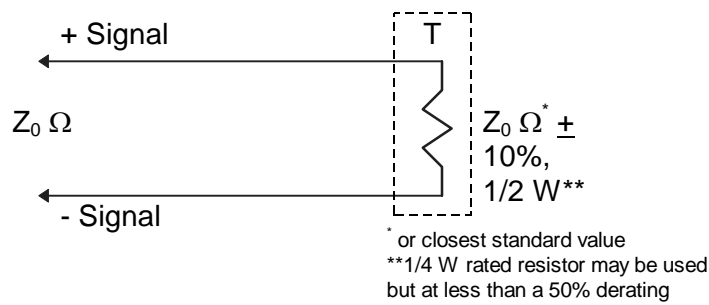 + Signal
T
Z₀ Ω
Z₀ Ω* ±
10%,
1/2 W**
- Signal
* or closest standard value
**1/4 W rated resistor may be used
but at less than a 50% derating